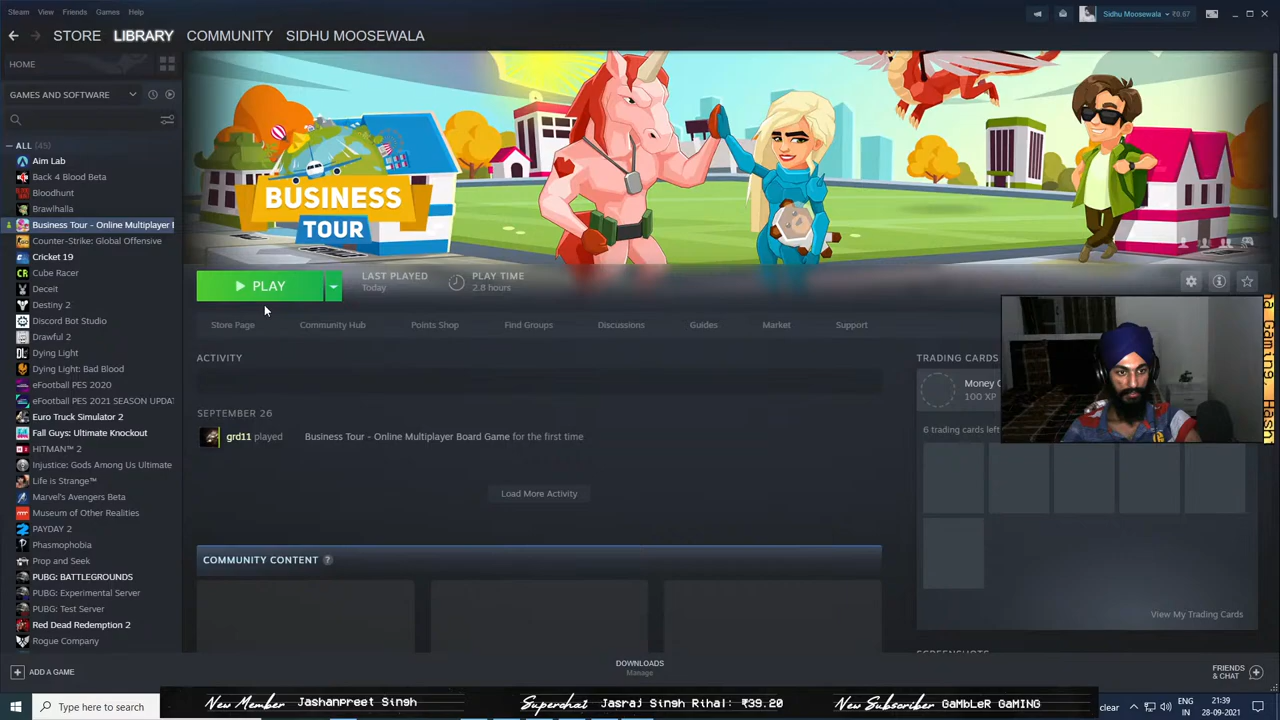 Steam View Friends Games Help
Sidhu Moosewala ₹0.67
STORE LIBRARY COMMUNITY SIDHU MOOSEWALA
HOME
GAMES AND SOFTWARE
ALL (45)
Aim Lab
Back 4 Blood Beta
Bloodhunt
Brawlhalla
Business Tour - Online Multiplayer
Counter-Strike: Global Offensive
Cricket 19
Cube Racer
Deceit
Destiny 2
Discord Bot Studio
Drawful 2
Dying Light
Dying Light: Bad Blood
eFootball PES 2020
eFootball PES 2021 SEASON UPDA
Euro Truck Simulator 2
Fall Guys: Ultimate Knockout
HITMAN™ 2
Injustice: Gods Among Us Ultimate
Life is Strange™
Marvel's Avengers Beta
Museum of Other Realities
PAYDAY 2
Phasmophobia
Prop and Seek
PUBG: BATTLEGROUNDS
PUBG: Experimental Server
PUBG: Test Server
Red Dead Redemption 2
Rogue Company
ADD A GAME
BUSINESS
TOUR
PLAY
LAST PLAYED
Today
PLAY TIME
2.8 hours
Store Page Community Hub Points Shop Find Groups Discussions Guides Market Support
ACTIVITY
SEPTEMBER 26
grd11 played Business Tour - Online Multiplayer Board Game for the first time
Load More Activity
COMMUNITY CONTENT ?
TRADING CARDS
Money
100 XP
6 trading cards left
View My Trading Cards
DOWNLOADS
Manage
FRIENDS
& CHAT
Type here to search
New Member Jashanpreet Singh
Superchat Jasraj Singh Rihal: ₹39.20
New Subscriber GaMbLeR GaMING
clear
ENG
IN
21:39
28-09-2021